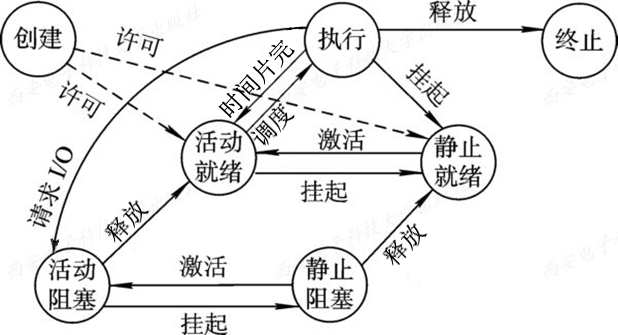 创建
许可
许可
执行
释放
终止
时间片完
调度
挂起
活动
就绪
激活
挂起
静止
就绪
请求 I/O
释放
释放
活动
阻塞
激活
挂起
静止
阻塞